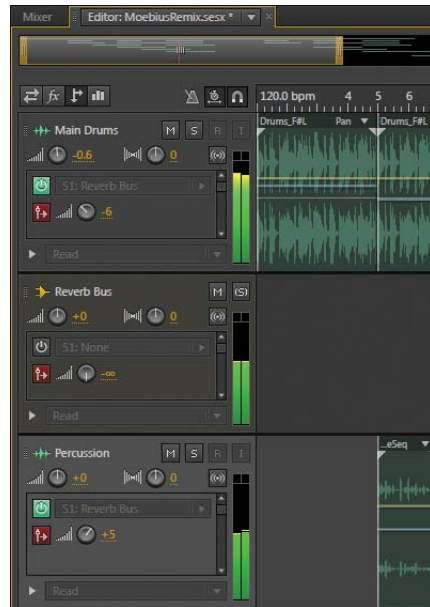 Mixer Editor: MoebiusRemix.sesx *
fx 120.0 bpm 4 5 6
Drums_F#L Pan Drums_F#L
Main Drums M S R I
-0.6 0
S1: Reverb Bus
-6
Read
Reverb Bus M (S)
+0 0
S1: None
-∞
Read
Percussion M S R I
...eSeq
+0 0
S1: Reverb Bus
+5
Read